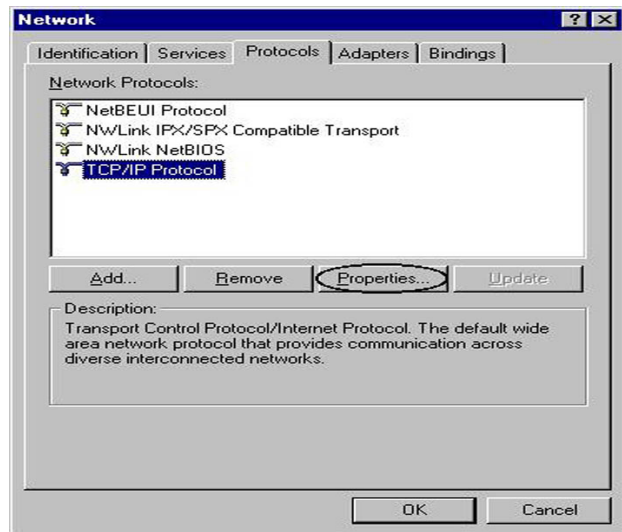 Network
Identification Services Protocols Adapters Bindings
Network Protocols:
NetBEUI Protocol
NWLink IPX/SPX Compatible Transport
NWLink NetBIOS
TCP/IP Protocol
Add... Remove Properties... Update
Description:
Transport Control Protocol/Internet Protocol. The default wide
area network protocol that provides communication across
diverse interconnected networks.
OK Cancel